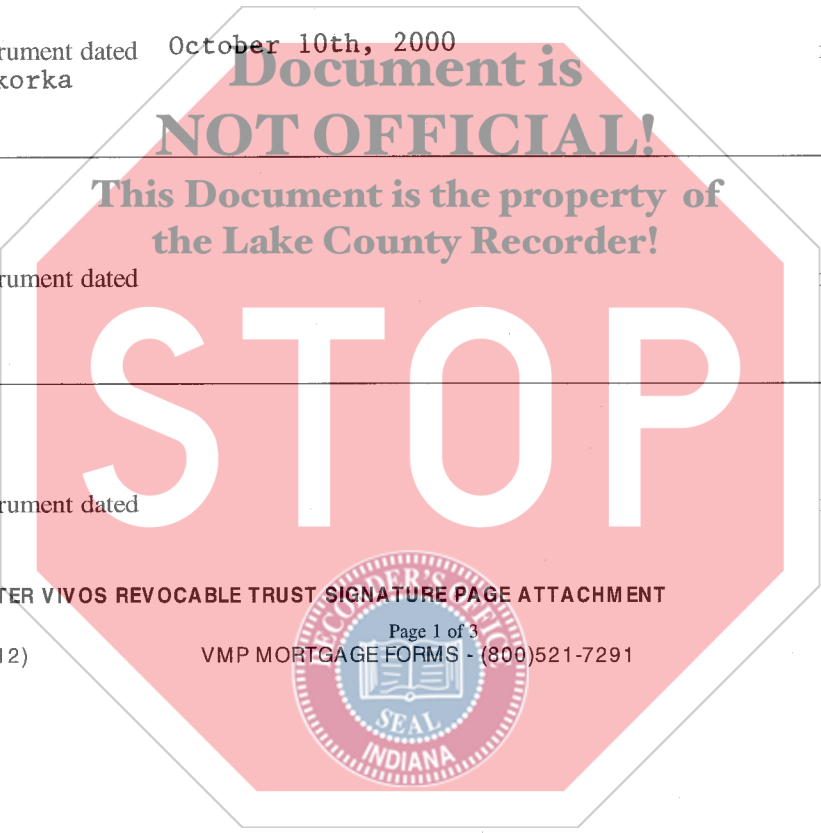 rument dated October 10th, 2000
korka
Document is
NOT OFFICIAL!
This Document is the property of
the Lake County Recorder!
rument dated
STOP
rument dated
TER VIVOS REVOCABLE TRUST SIGNATURE PAGE ATTACHMENT
Page 1 of 3
12) VMP MORTGAGE FORMS - (800)521-7291
RECORDER'S OFFICE
SEAL
INDIANA